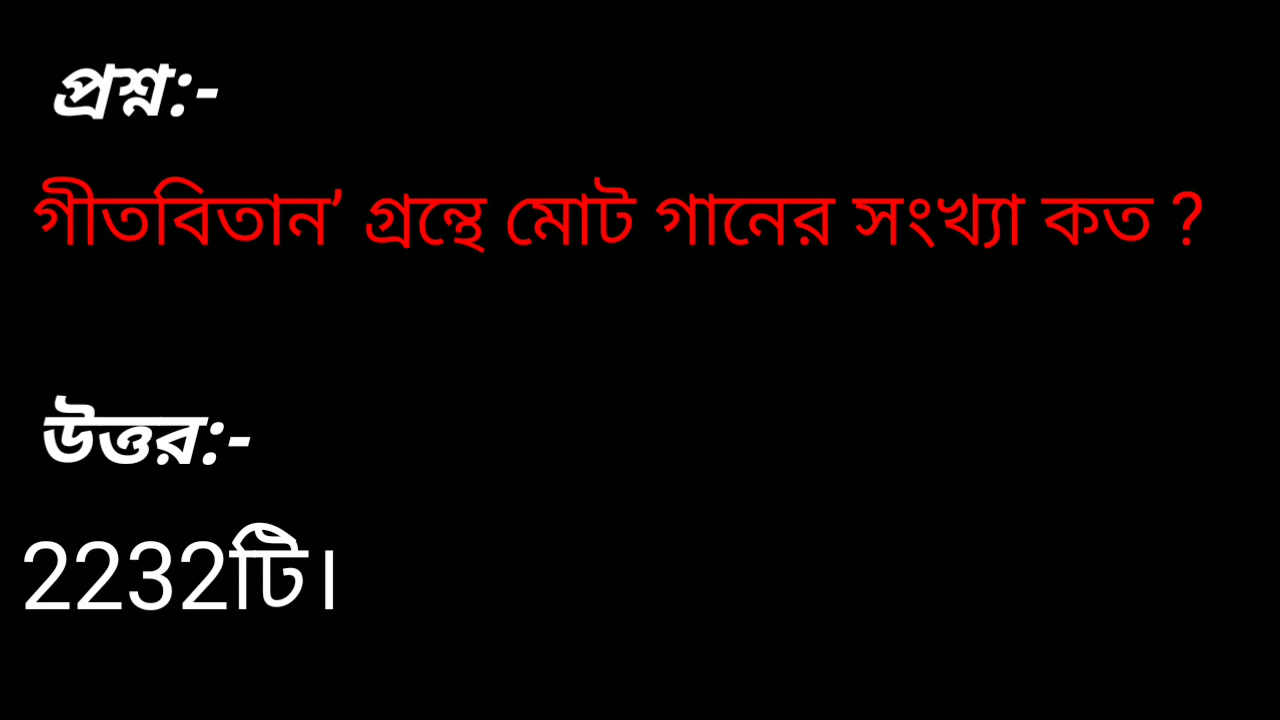 প্রশ্ন:-
গীতবিতান’ গ্রন্থে মোট গানের সংখ্যা কত ?
উত্তর:-
2232টি।